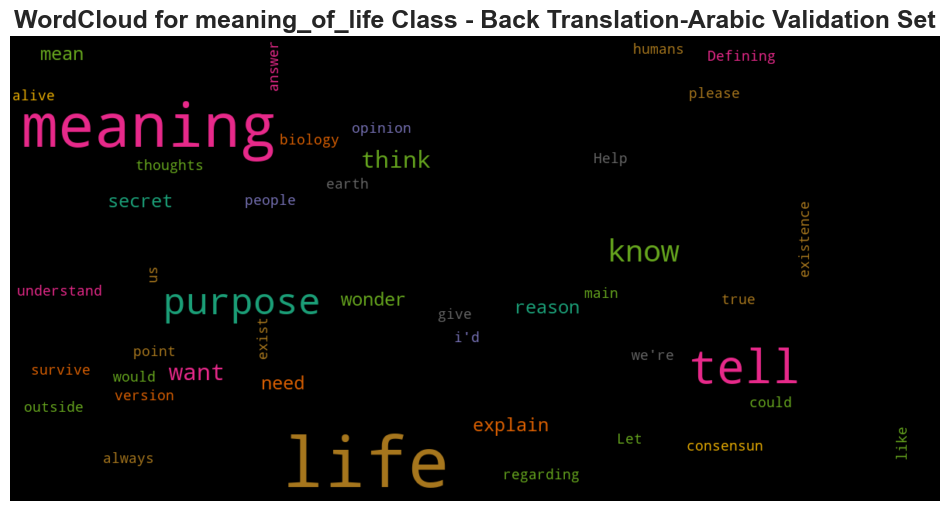 WordCloud for meaning_of_life Class - Back Translation-Arabic Validation Set
mean
answer
humans
Defining
alive
please
meaning
biology
opinion
thoughts
think
Help
earth
secret
people
existence
know
us
understand
purpose
wonder
main
true
give
reason
i'd
exist
point
we're
survive
would
want
need
tell
version
outside
could
explain
Let
consensun
like
always
life
regarding